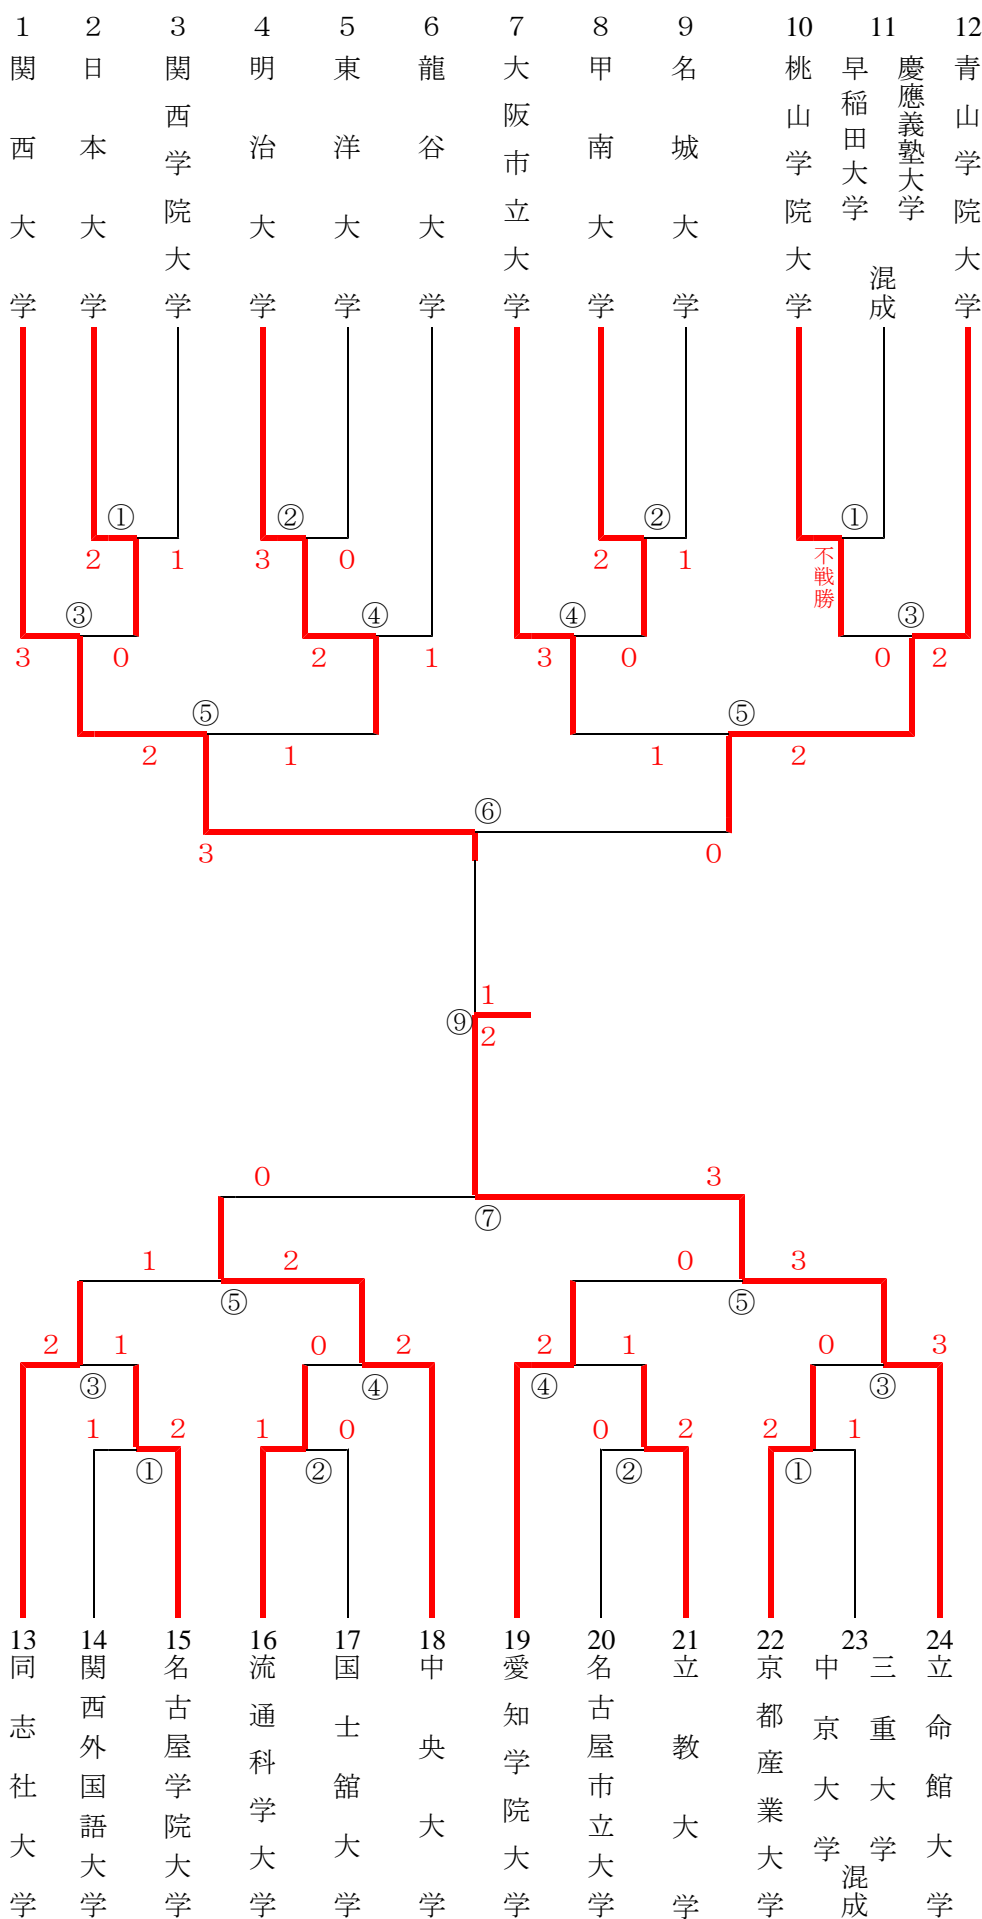 １ ２ ３ ４ ５ ６ ７ ８ ９ 10 11 12
関西大学
日本大学
関西学院大学
明治大学
東洋大学
龍谷大学
大阪市立大学
甲南大学
名城大学
桃山学院大学
早稲田大学
慶應義塾大学
混成
青山学院大学
① ② ② ①
２ １ ３ ０ ２ １ 不戦勝
③ ④ ④ ③
３ ０ ２ １ ３ ０ ０ ２
⑤ ⑤
２ １ １ ２
⑥
３ ０
１
⑨
２
０ ３
⑦
１ ２ ０ ３
⑤ ⑤
２ １ ０ ２ ２ １ ０ ３
③ ④ ④ ③
１ ２ １ ０ ０ ２ ２ １
① ② ② ①
13 14 15 16 17 18 19 20 21 22 23 24
同志社大学
関西外国語大学
名古屋学院大学
流通科学大学
国士舘大学
中央大学
愛知学院大学
名古屋市立大学
立教大学
京都産業大学
中京大学
三重大学
混成
立命館大学